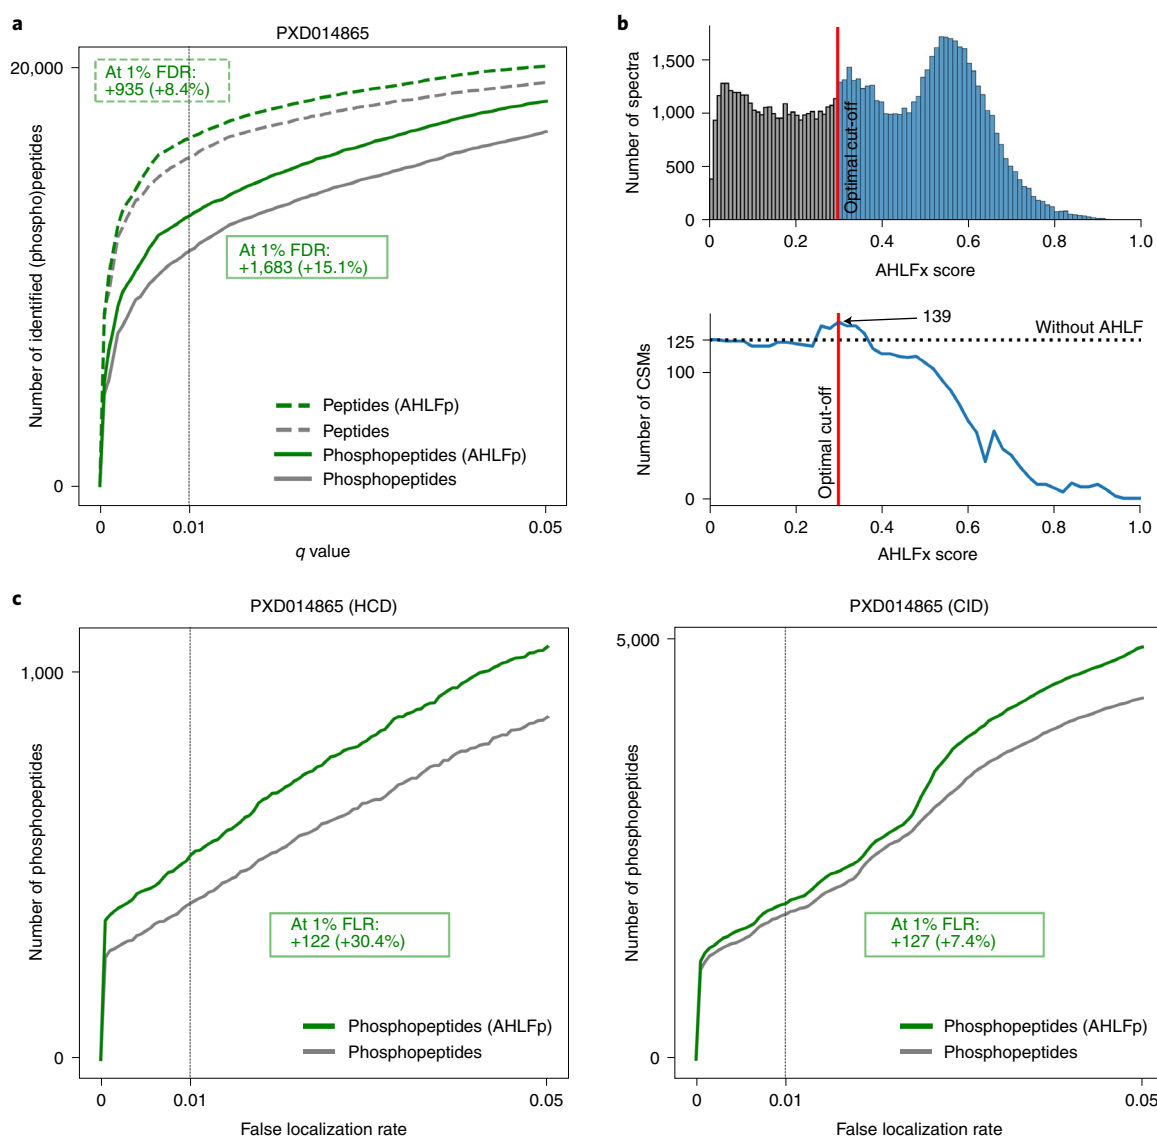 a
PXD014865
20,000
At 1% FDR:
+935 (+8.4%)
At 1% FDR:
+1,683 (+15.1%)
Number of identified (phospho)peptides
Peptides (AHLFp)
Peptides
Phosphopeptides (AHLFp)
Phosphopeptides
0
0 0.01 0.05
q value
b
Number of spectra
1,500
1,000
500
0
Optimal cut-off
0 0.2 0.4 0.6 0.8 1.0
AHLFx score
139
Without AHLF
Number of CSMs
125
100
0
Optimal cut-off
0 0.2 0.4 0.6 0.8 1.0
AHLFx score
c
PXD014865 (HCD)
1,000
Number of phosphopeptides
At 1% FLR:
+122 (+30.4%)
Phosphopeptides (AHLFp)
Phosphopeptides
0
0 0.01 0.05
False localization rate
PXD014865 (CID)
5,000
Number of phosphopeptides
At 1% FLR:
+127 (+7.4%)
Phosphopeptides (AHLFp)
Phosphopeptides
0
0 0.01 0.05
False localization rate